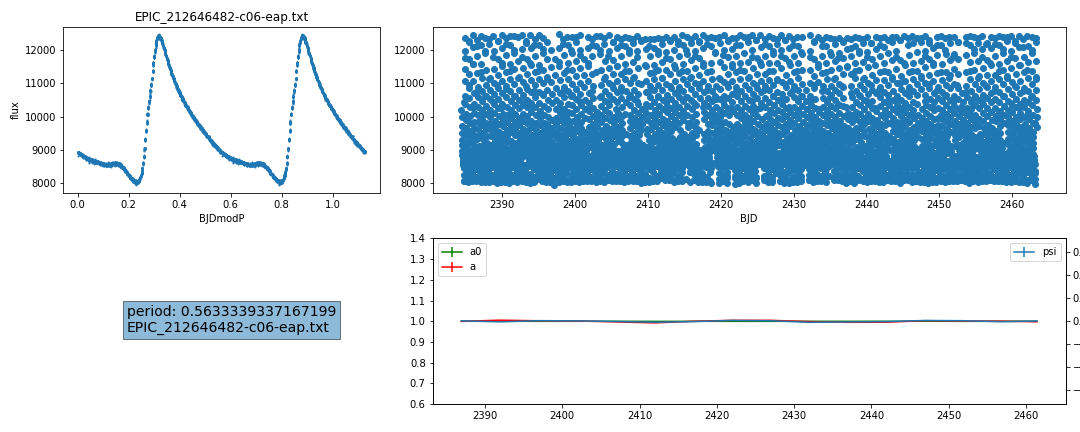 EPIC_212646482-c06-eap.txt
flux
12000
11000
10000
9000
8000
0.0 0.2 0.4 0.6 0.8 1.0
BJDmodP
12000
11000
10000
9000
8000
2390 2400 2410 2420 2430 2440 2450 2460
BJD
period: 0.5633339337167199
EPIC_212646482-c06-eap.txt
1.4
1.3
1.2
1.1
1.0
0.9
0.8
0.7
0.6
a0
a
psi
2390 2400 2410 2420 2430 2440 2450 2460